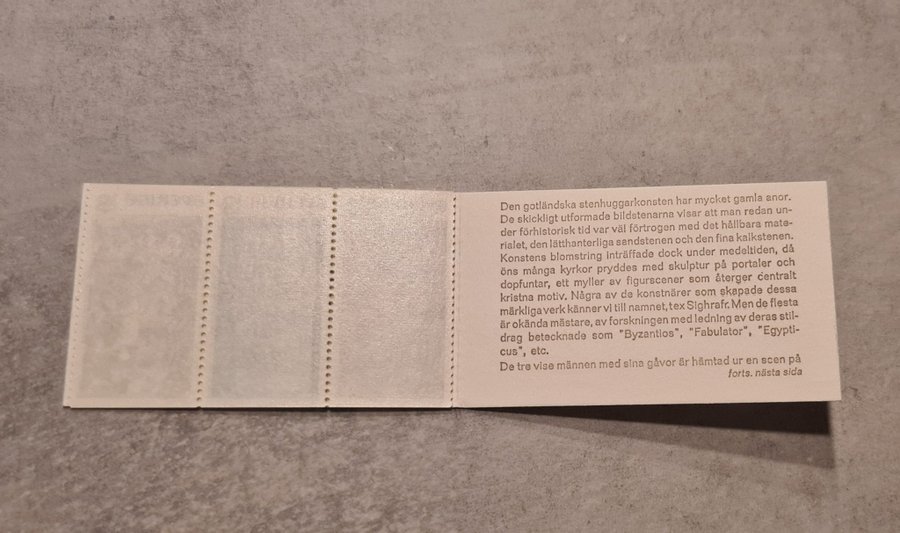 Den gotländska stenhuggarkonsten har mycket gamla anor.
De skickligt utformade bildstenarna visar att man redan un-
der förhistorisk tid var väl förtrogen med det hållbara mate-
rialet, den lätthanterliga sandstenen och den fina kalkstenen.
Konstens blomstring inträffade dock under medeltiden, då
öns många kyrkor pryddes med skulptur på portaler och
dopfuntar, ett myller av figurscener som återger centralt
kristna motiv. Några av de konstnärer som skapade dessa
märkliga verk känner vi till namnet, tex Sighrafr. Men de flesta
är okända mästare, av forskningen med ledning av deras stil-
drag betecknade som "Byzantios", "Fabulator", "Egypti-
cus", etc.
De tre vise männen med sina gåvor är hämtad ur en scen på
forts. nästa sida